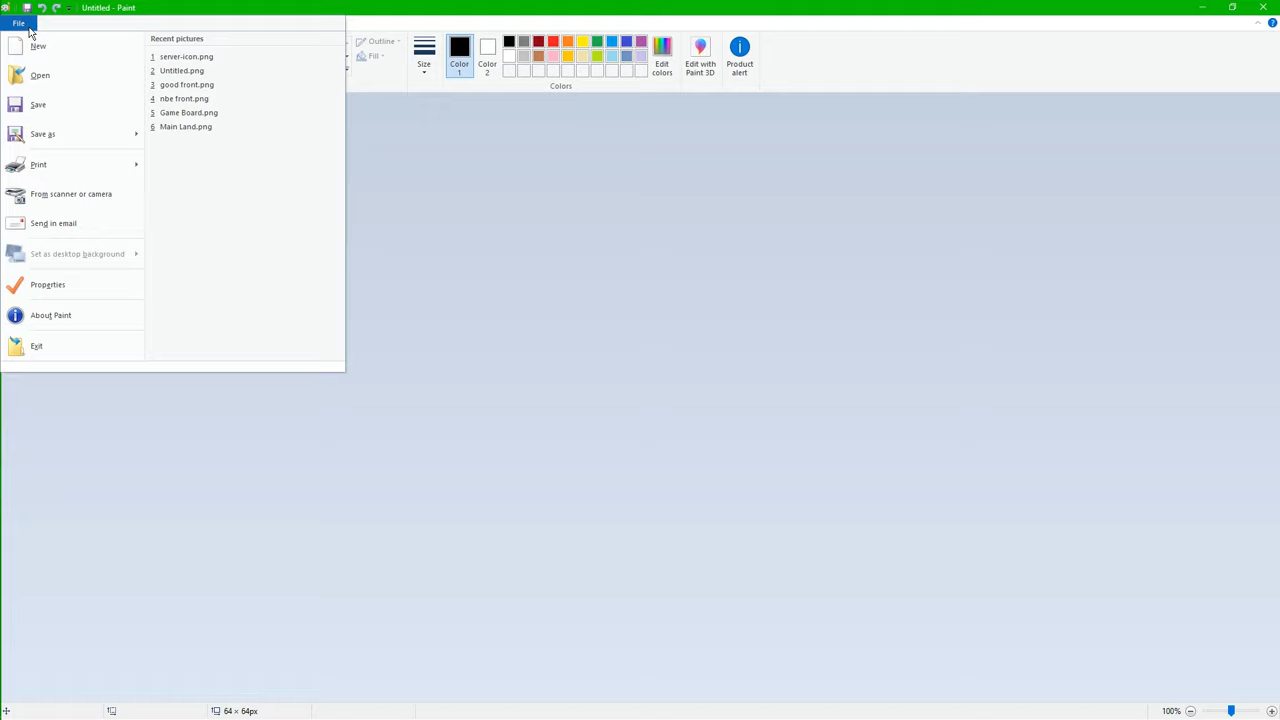 Untitled - Paint
File
New
Open
Save
Save as
Print
From scanner or camera
Send in email
Set as desktop background
Properties
About Paint
Exit
Recent pictures
1 server-icon.png
2 Untitled.png
3 good front.png
4 nbe front.png
5 Game Board.png
6 Main Land.png
Outline
Fill
Size
Color
1
Color
2
Edit
colors
Edit with
Paint 3D
Product
alert
Colors
64 × 64px
100%